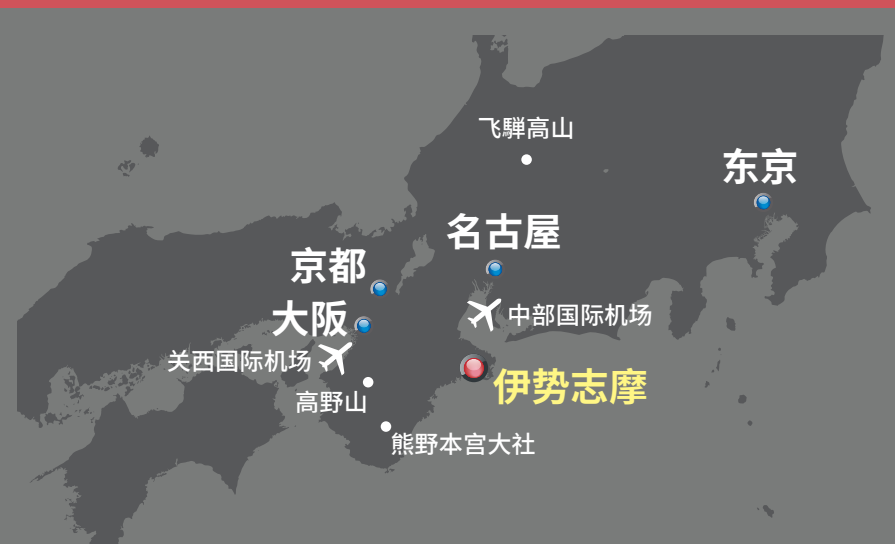 飞騨高山
东京
名古屋
京都
大阪
中部国际机场
关西国际机场
伊势志摩
高野山
熊野本宫大社